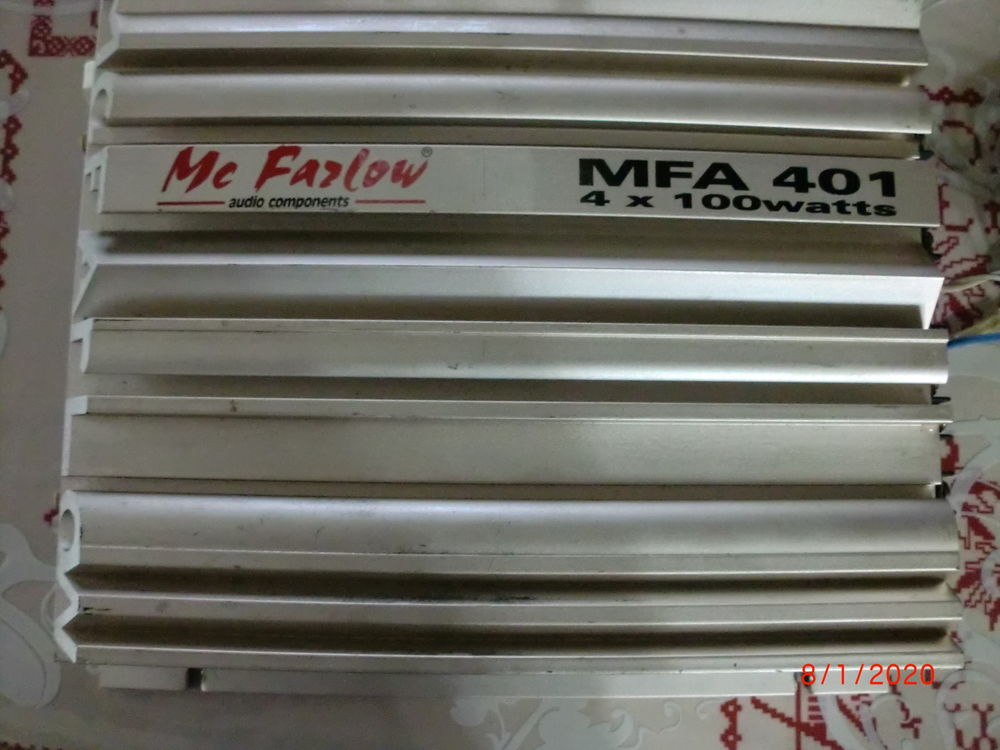 Mc Farlow®
audio components
MFA 401
4 x 100watts
8/1/2020